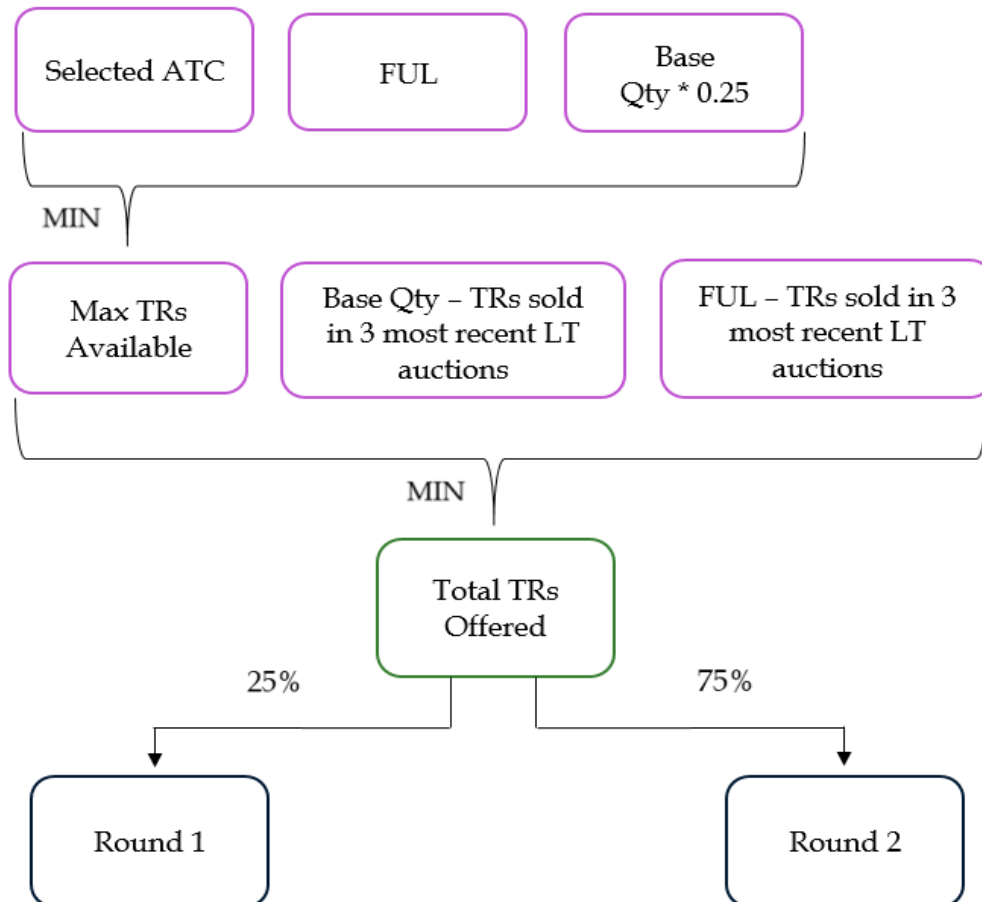 Selected ATC
FUL
Base
Qty * 0.25
MIN
Max TRs
Available
Base Qty – TRs sold
in 3 most recent LT
auctions
FUL – TRs sold in 3
most recent LT
auctions
MIN
Total TRs
Offered
25%
75%
Round 1
Round 2